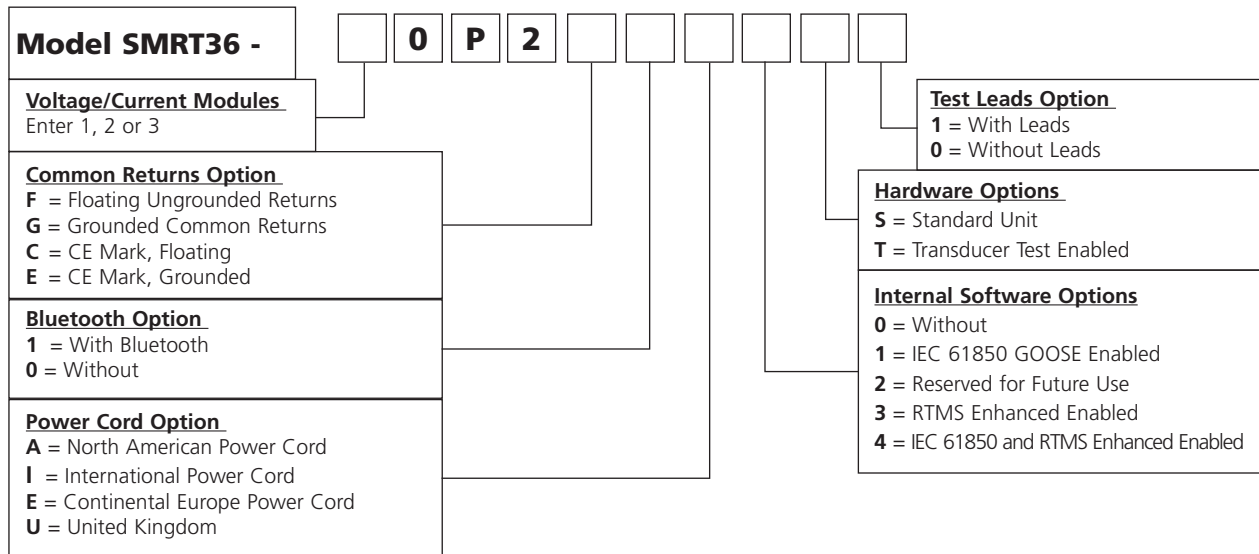 Model SMRT36 - 0 P 2
Voltage/Current Modules
Enter 1, 2 or 3
Common Returns Option
F = Floating Ungrounded Returns
G = Grounded Common Returns
C = CE Mark, Floating
E = CE Mark, Grounded
Bluetooth Option
1 = With Bluetooth
0 = Without
Power Cord Option
A = North American Power Cord
I = International Power Cord
E = Continental Europe Power Cord
U = United Kingdom
Test Leads Option
1 = With Leads
0 = Without Leads
Hardware Options
S = Standard Unit
T = Transducer Test Enabled
Internal Software Options
0 = Without
1 = IEC 61850 GOOSE Enabled
2 = Reserved for Future Use
3 = RTMS Enhanced Enabled
4 = IEC 61850 and RTMS Enhanced Enabled